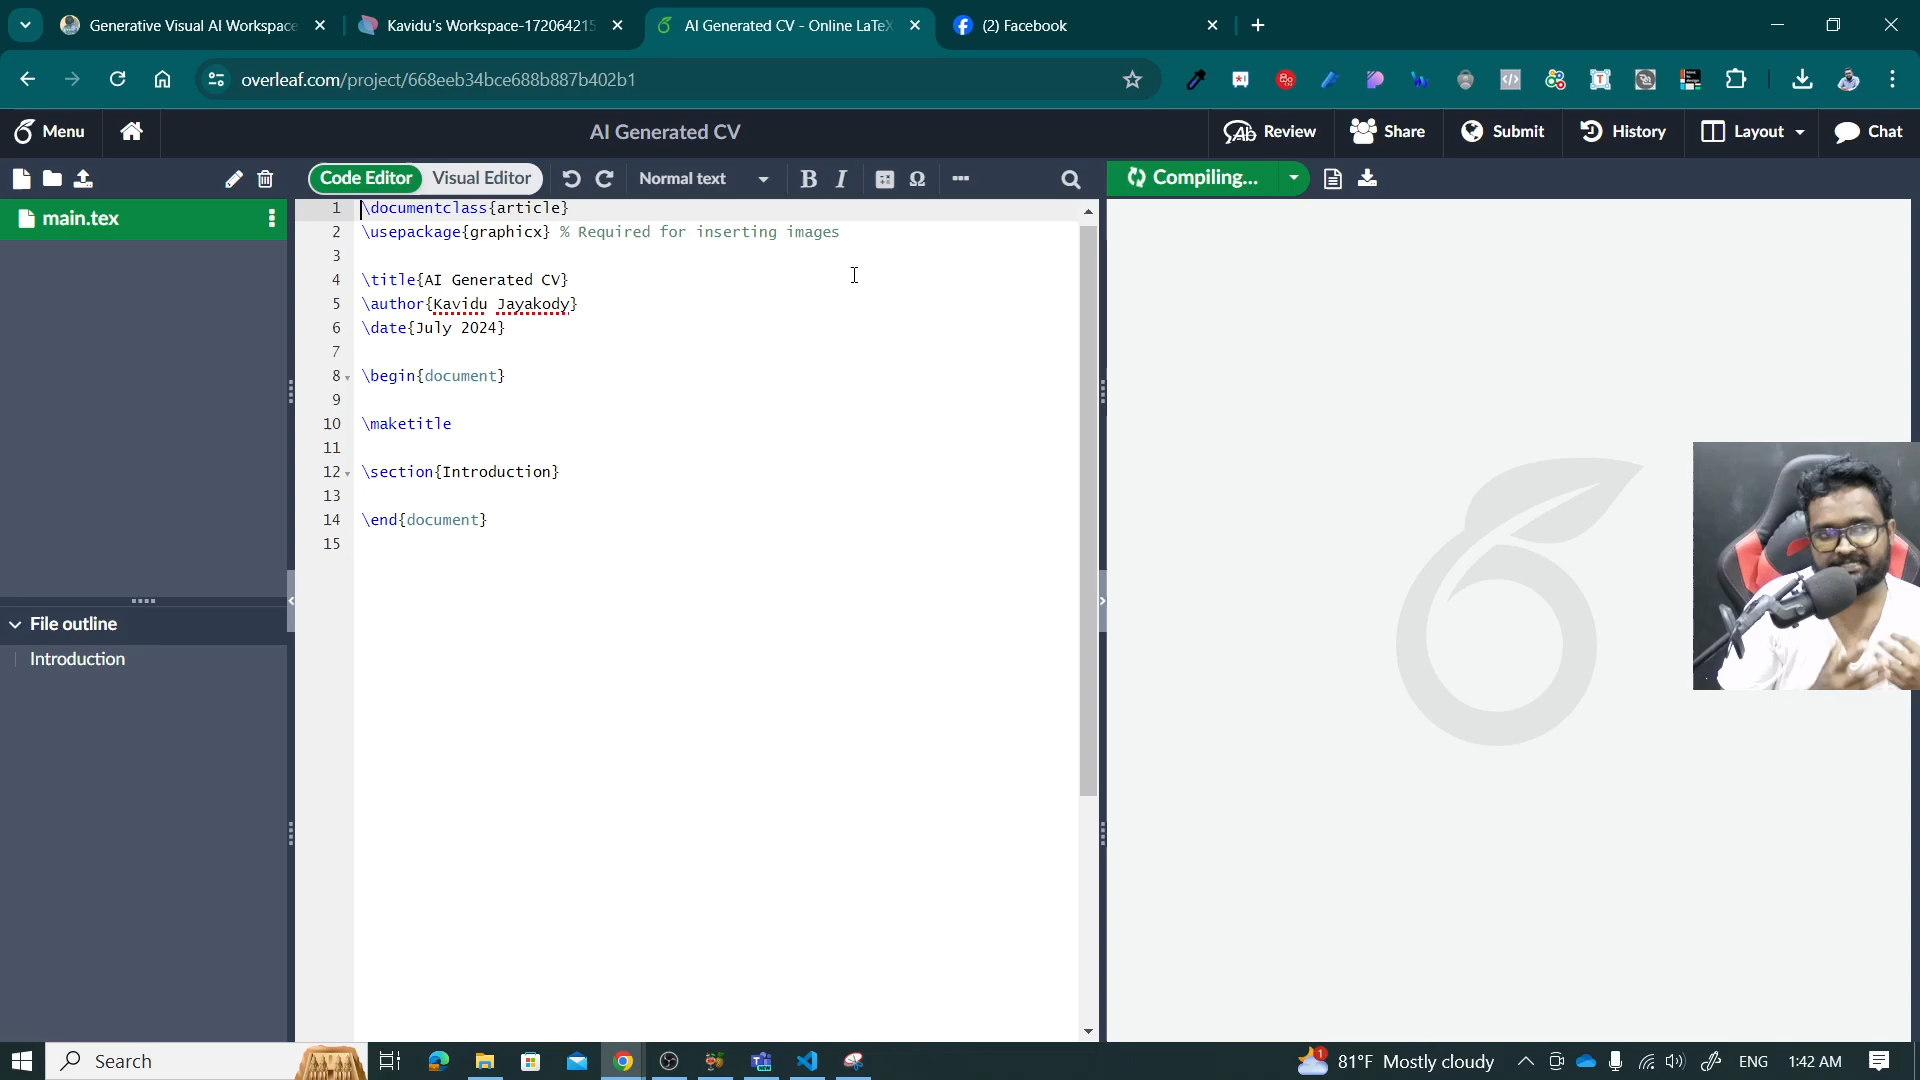 Generative Visual AI Workspace
Kavidu's Workspace-172064215
AI Generated CV - Online LaTeX
(2) Facebook
overleaf.com/project/668eeb34bce688b887b402b1
Menu
AI Generated CV
Review
Share
Submit
History
Layout
Chat
Code Editor
Visual Editor
Normal text
B
I
Ω
Compiling...
main.tex
1 \documentclass{article}
2 \usepackage{graphicx} % Required for inserting images
3
4 \title{AI Generated CV}
5 \author{Kavidu Jayakody}
6 \date{July 2024}
7
8 \begin{document}
9
10 \maketitle
11
12 \section{Introduction}
13
14 \end{document}
15
File outline
Introduction
Search
1
81°F Mostly cloudy
ENG
1:42 AM